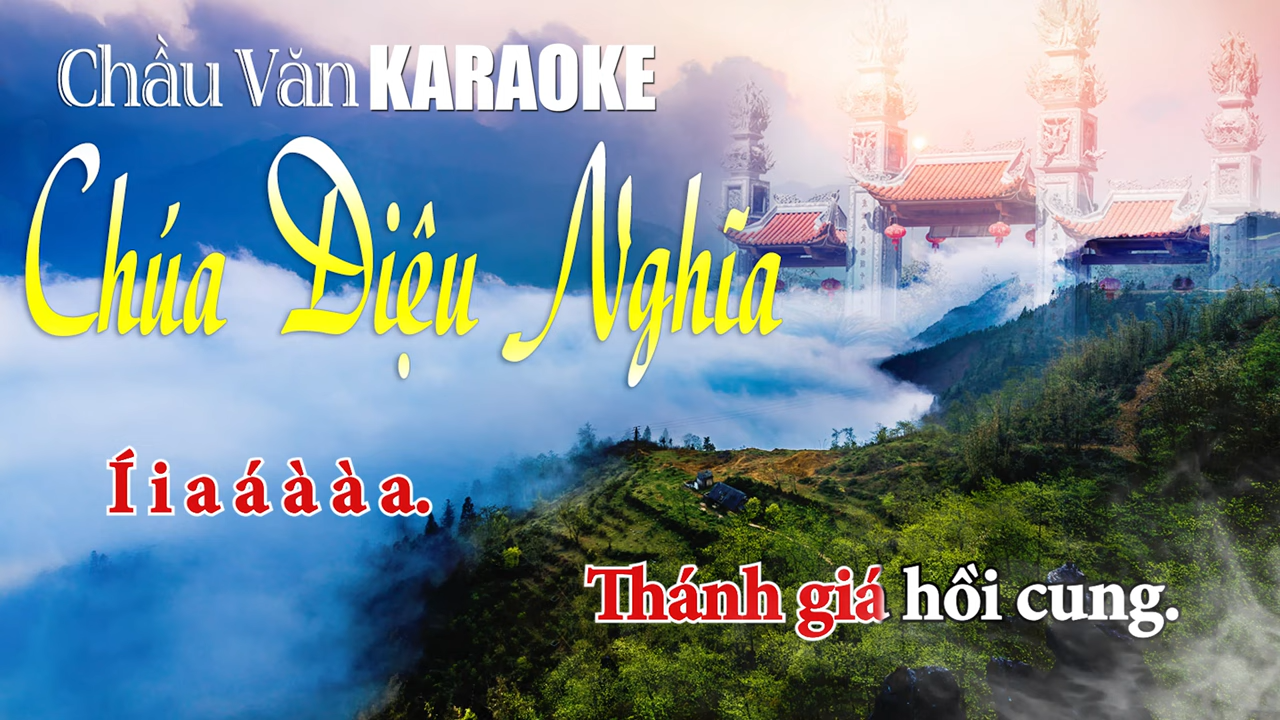 Chầu Văn KARAOKE
Chúa Diệu Nghĩa
Í i a á à à a.
Thánh giá hồi cung.